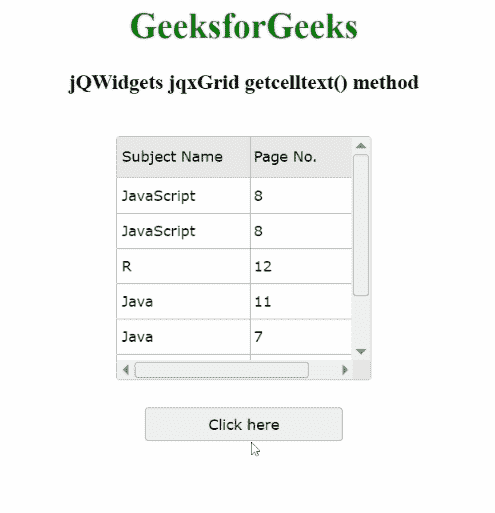 GeeksforGeeks
jQWidgets jqxGrid getcelltext() method
Subject Name Page No.
JavaScript 8
JavaScript 8
R 12
Java 11
Java 7
Click here